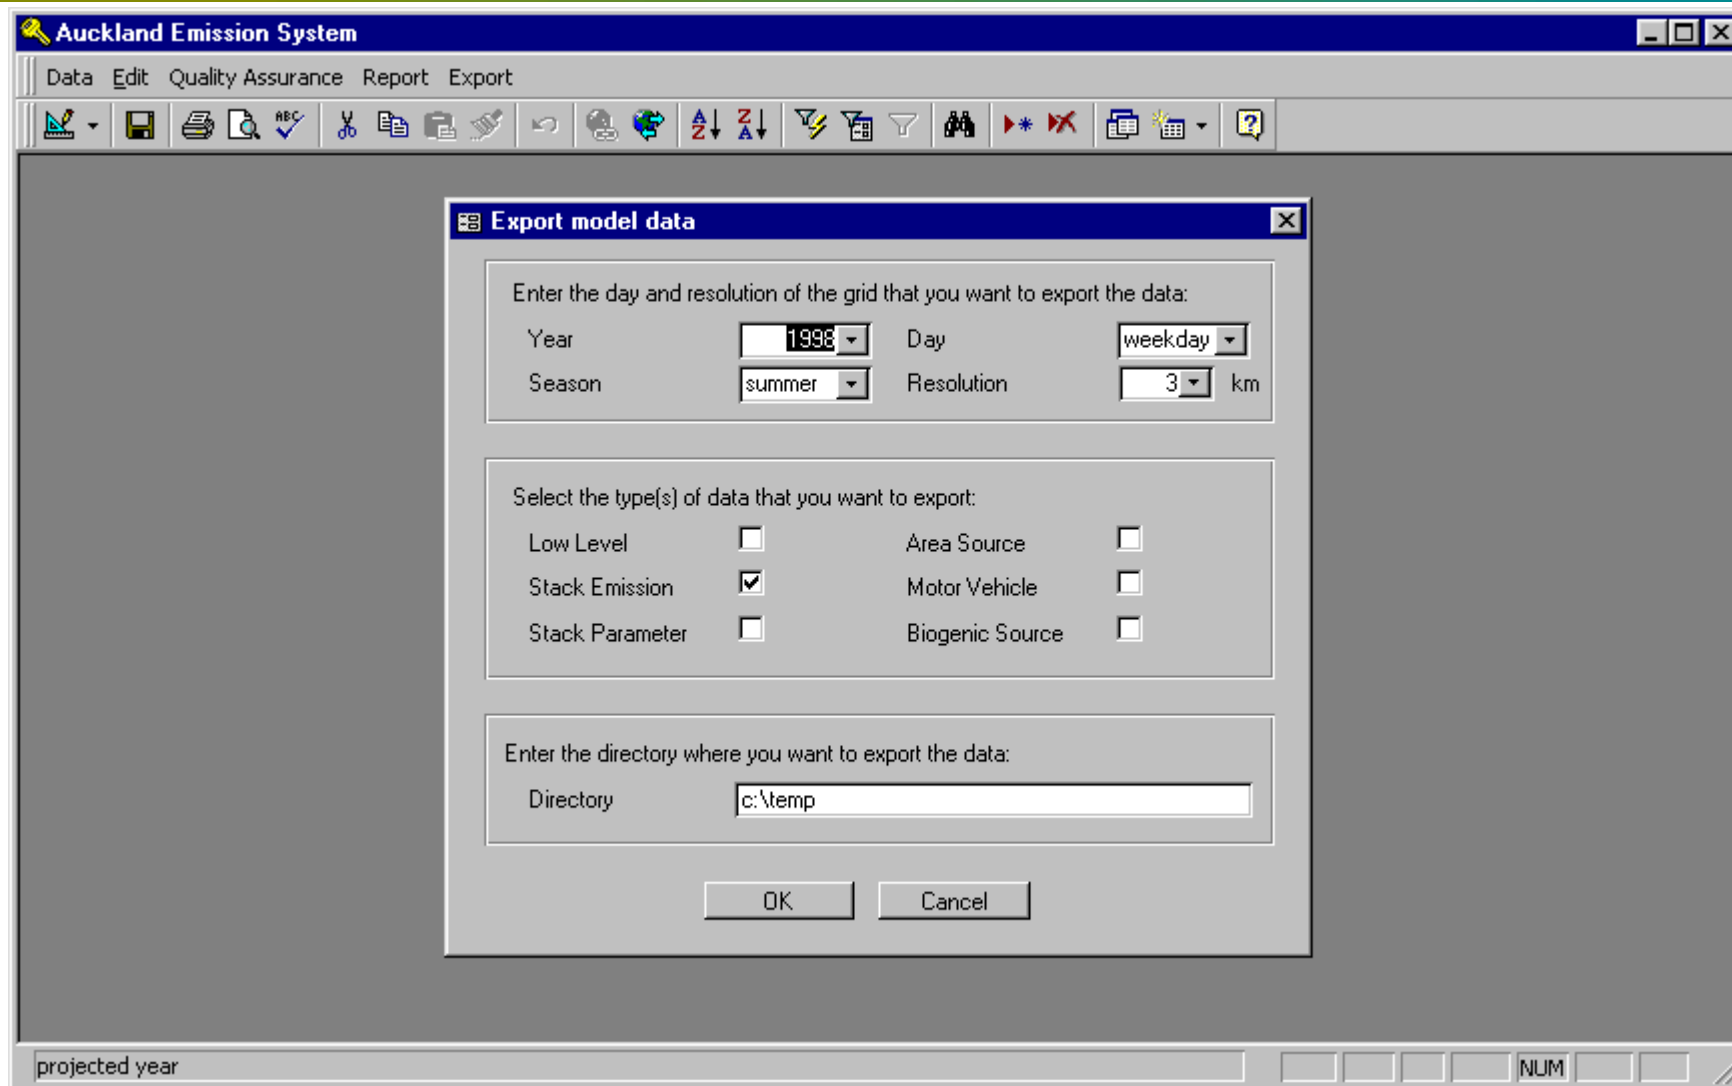 Auckland Emission System
Data Edit Quality Assurance Report Export
Export model data
Enter the day and resolution of the grid that you want to export the data:
Year 1998 Day weekday
Season summer Resolution 3 km
Select the type(s) of data that you want to export:
Low Level Area Source
Stack Emission Motor Vehicle
Stack Parameter Biogenic Source
Enter the directory where you want to export the data:
Directory c:\temp
OK Cancel
projected year NUM